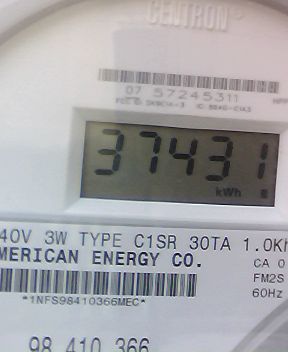 CENTRON®
07 57245311
37431
kWh
40V 3W TYPE C1SR 30TA 1.0Kh
MERICAN ENERGY CO.
CA 0
FM2S
60Hz
*1NFS98410366MEC*
98 410 366